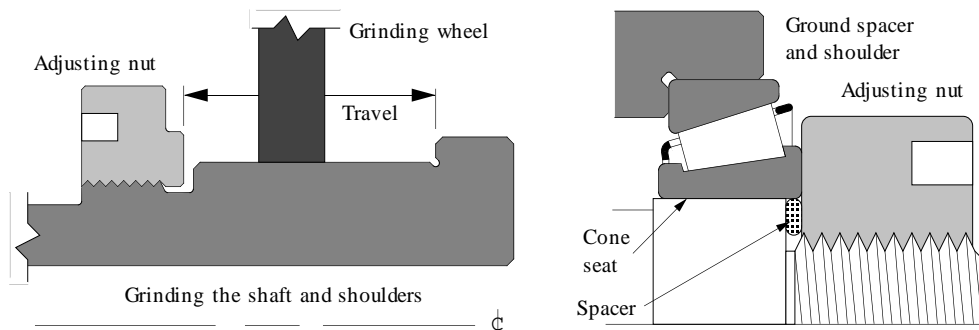 Grinding wheel
Adjusting nut
Travel
Grinding the shaft and shoulders
℄
Ground spacer
and shoulder
Adjusting nut
Cone
seat
Spacer